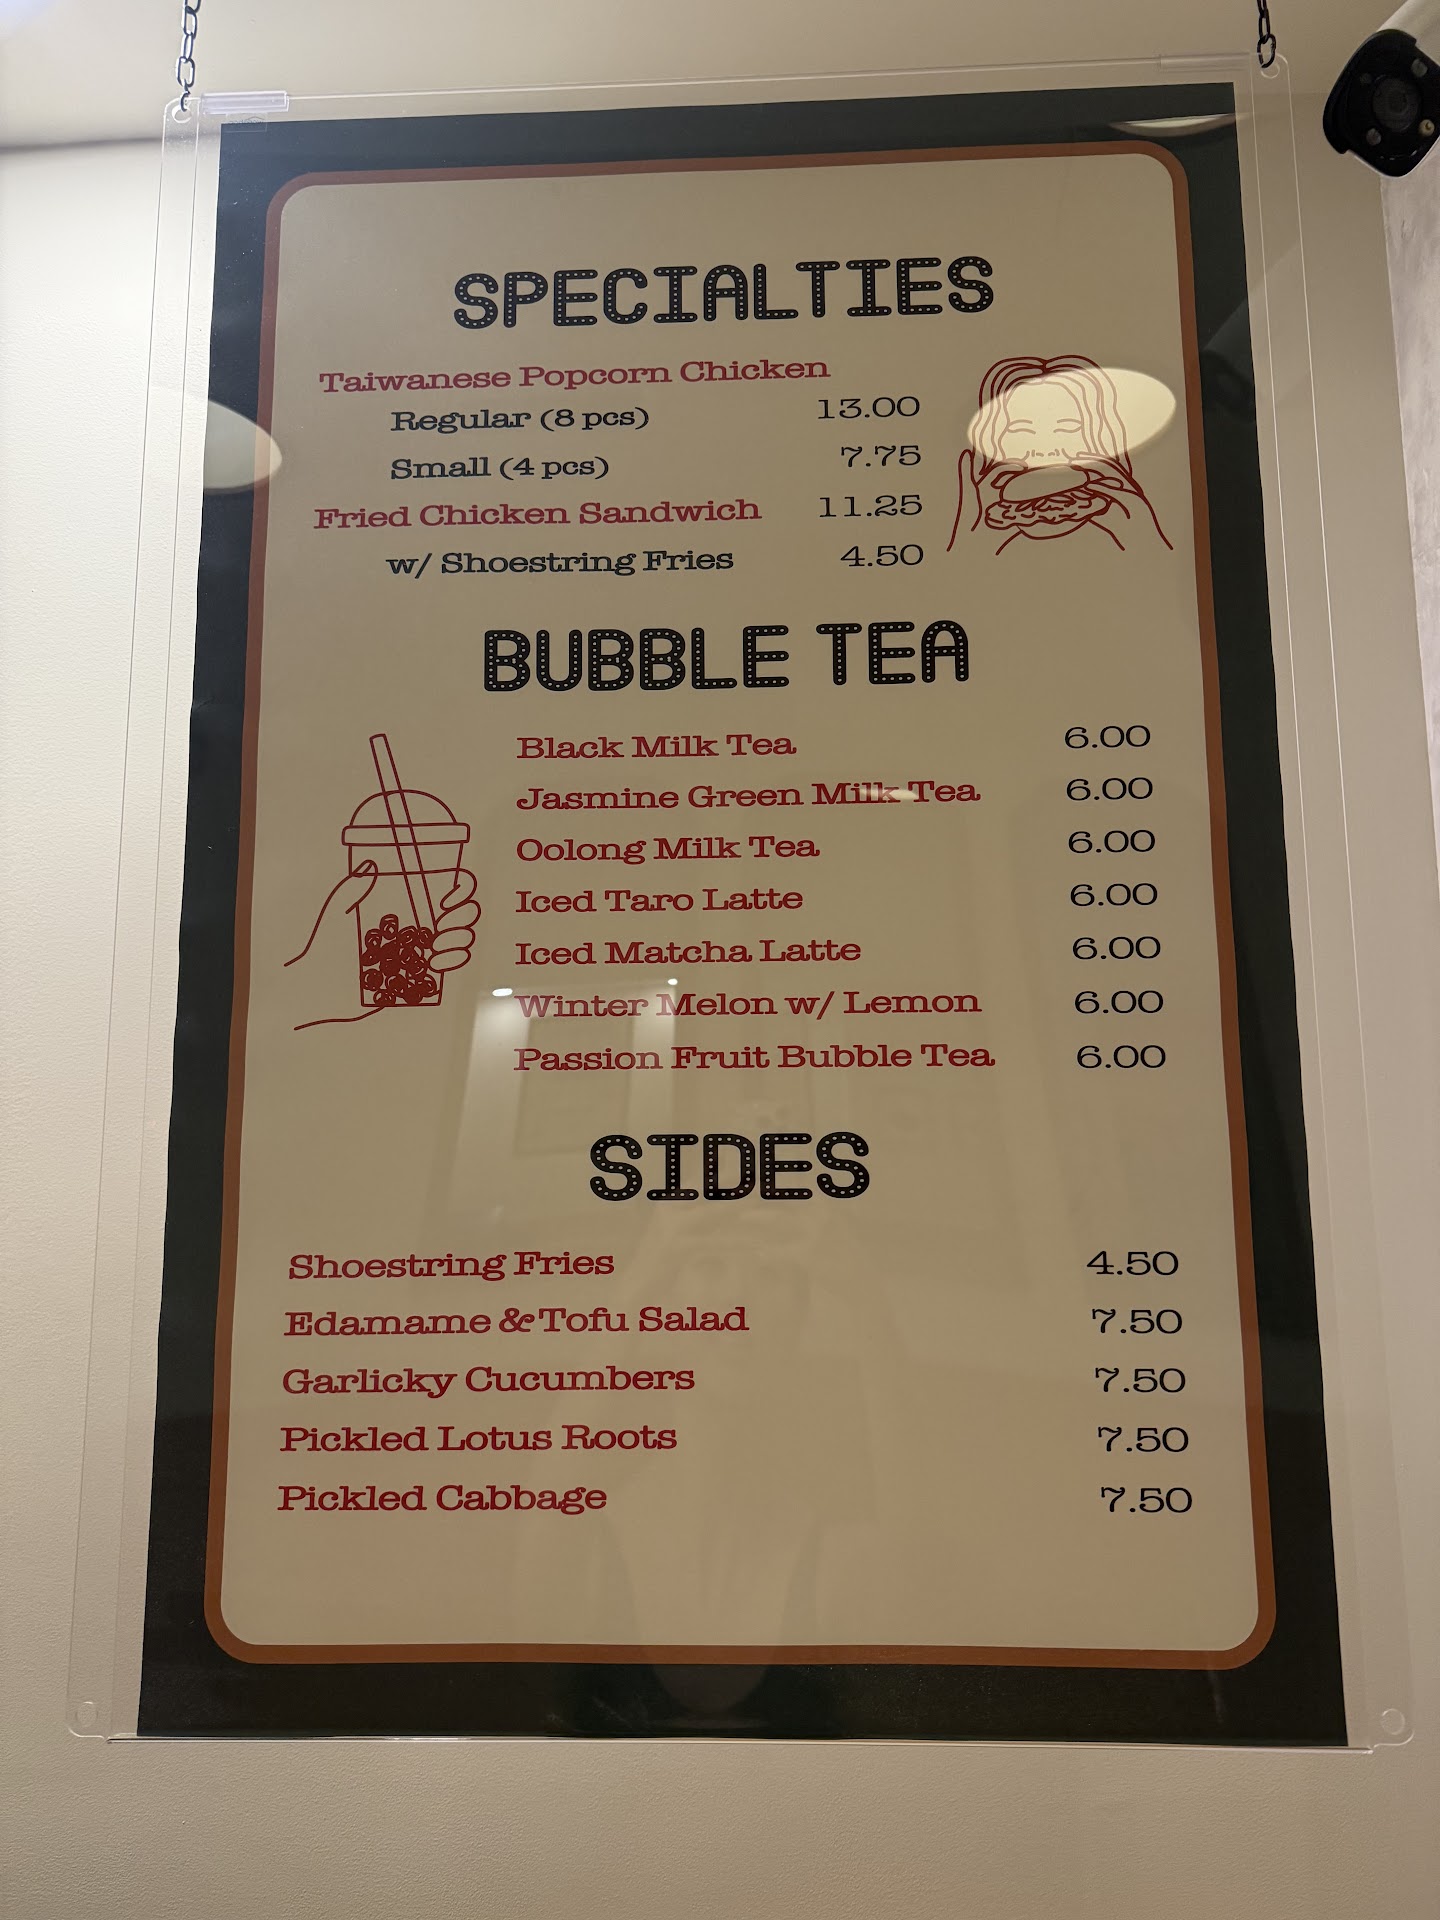 SPECIALTIES
Taiwanese Popcorn Chicken
Regular (8 pcs) 13.00
Small (4 pcs) 7.75
Fried Chicken Sandwich 11.25
w/ Shoestring Fries 4.50
BUBBLE TEA
Black Milk Tea 6.00
Jasmine Green Milk Tea 6.00
Oolong Milk Tea 6.00
Iced Taro Latte 6.00
Iced Matcha Latte 6.00
Winter Melon w/ Lemon 6.00
Passion Fruit Bubble Tea 6.00
SIDES
Shoestring Fries 4.50
Edamame & Tofu Salad 7.50
Garlicky Cucumbers 7.50
Pickled Lotus Roots 7.50
Pickled Cabbage 7.50